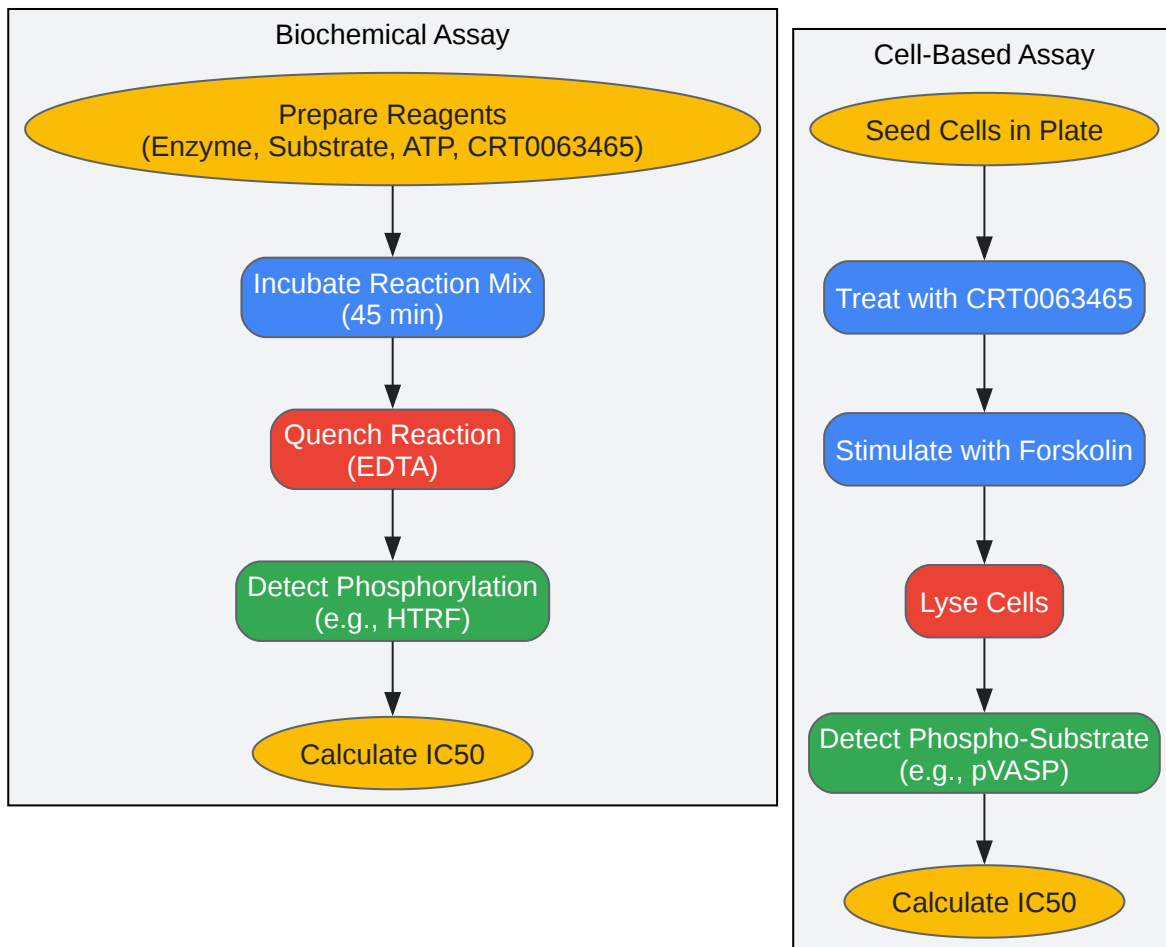 Biochemical Assay
Prepare Reagents
(Enzyme, Substrate, ATP, CRT0063465)
Incubate Reaction Mix
(45 min)
Quench Reaction
(EDTA)
Detect Phosphorylation
(e.g., HTRF)
Calculate IC50
Cell-Based Assay
Seed Cells in Plate
Treat with CRT0063465
Stimulate with Forskolin
Lyse Cells
Detect Phospho-Substrate
(e.g., pVASP)
Calculate IC50